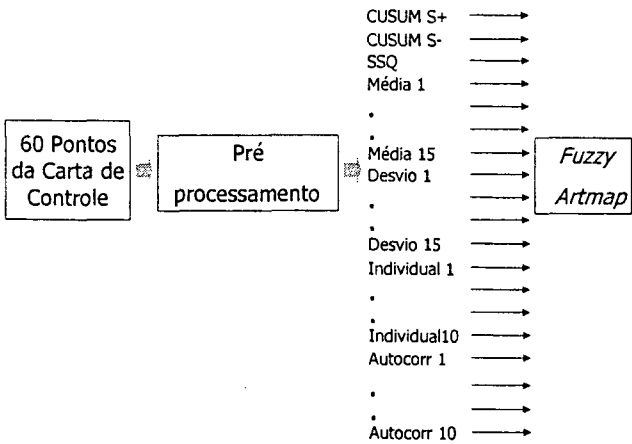 60 Pontos
da Carta de
Controle
Pré
processamento
CUSUM S+
CUSUM S-
SSQ
Média 1
.
.
Média 15
Desvio 1
.
.
Desvio 15
Individual 1
.
.
Individual10
Autocorr 1
.
.
Autocorr 10
Fuzzy
Artmap